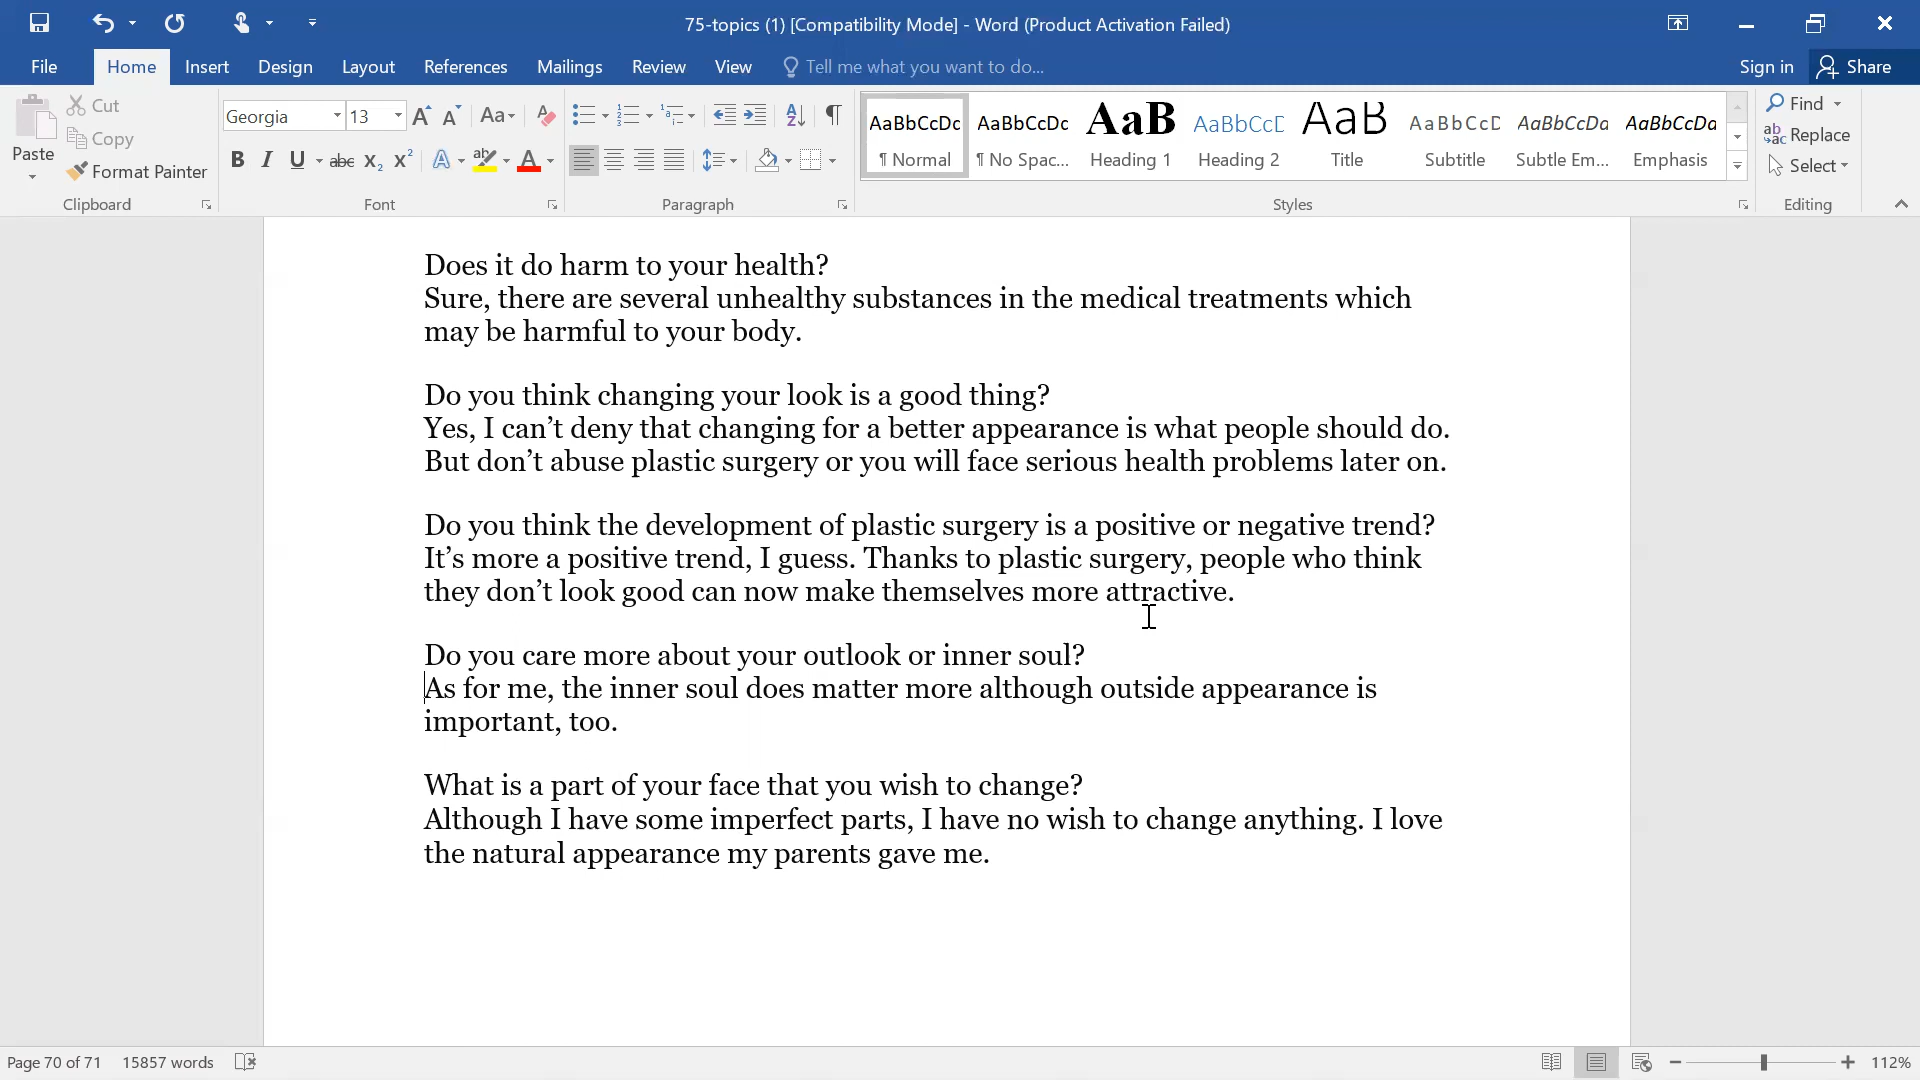 75-topics (1) [Compatibility Mode] - Word (Product Activation Failed)
File Home Insert Design Layout References Mailings Review View Tell me what you want to do... Sign in Share
Paste
Cut
Copy
Format Painter
Clipboard
Georgia 13
Font
Paragraph
AaBbCcDc AaBbCcDc AaB AaBbCcD AaB AaBbCcD AaBbCcDd AaBbCcDd
¶ Normal ¶ No Spac... Heading 1 Heading 2 Title Subtitle Subtle Em... Emphasis
Styles
Find
Replace
Select
Editing
Does it do harm to your health?
Sure, there are several unhealthy substances in the medical treatments which
may be harmful to your body.
Do you think changing your look is a good thing?
Yes, I can’t deny that changing for a better appearance is what people should do.
But don’t abuse plastic surgery or you will face serious health problems later on.
Do you think the development of plastic surgery is a positive or negative trend?
It’s more a positive trend, I guess. Thanks to plastic surgery, people who think
they don’t look good can now make themselves more attractive.
Do you care more about your outlook or inner soul?
As for me, the inner soul does matter more although outside appearance is
important, too.
What is a part of your face that you wish to change?
Although I have some imperfect parts, I have no wish to change anything. I love
the natural appearance my parents gave me.
Page 70 of 71 15857 words 112%